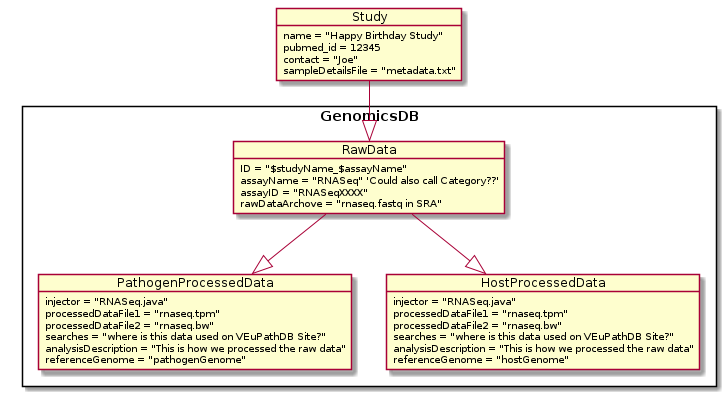 Study
name = "Happy Birthday Study"
pubmed_id = 12345
contact = "Joe"
sampleDetailsFile = "metadata.txt"
GenomicsDB
RawData
ID = "$studyName_$assayName"
assayName = "RNASeq" 'Could also call Category??'
assayID = "RNASeqXXXX"
rawDataArchove = "rnaseq.fastq in SRA"
PathogenProcessedData
injector = "RNASeq.java"
processedDataFile1 = "rnaseq.tpm"
processedDataFile2 = "rnaseq.bw"
searches = "where is this data used on VEuPathDB Site?"
analysisDescription = "This is how we processed the raw data"
referenceGenome = "pathogenGenome"
HostProcessedData
injector = "RNASeq.java"
processedDataFile1 = "rnaseq.tpm"
processedDataFile2 = "rnaseq.bw"
searches = "where is this data used on VEuPathDB Site?"
analysisDescription = "This is how we processed the raw data"
referenceGenome = "hostGenome"